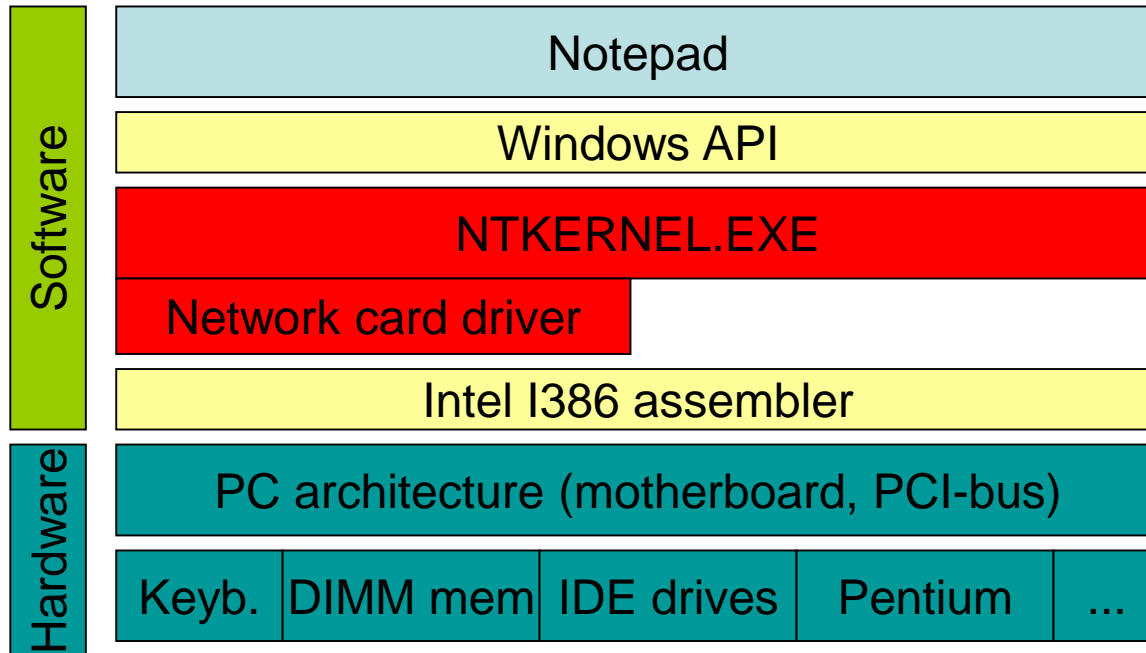 Software
Notepad
Windows API
NTKERNEL.EXE
Network card driver
Intel I386 assembler
Hardware
PC architecture (motherboard, PCI-bus)
Keyb. DIMM mem IDE drives Pentium ...